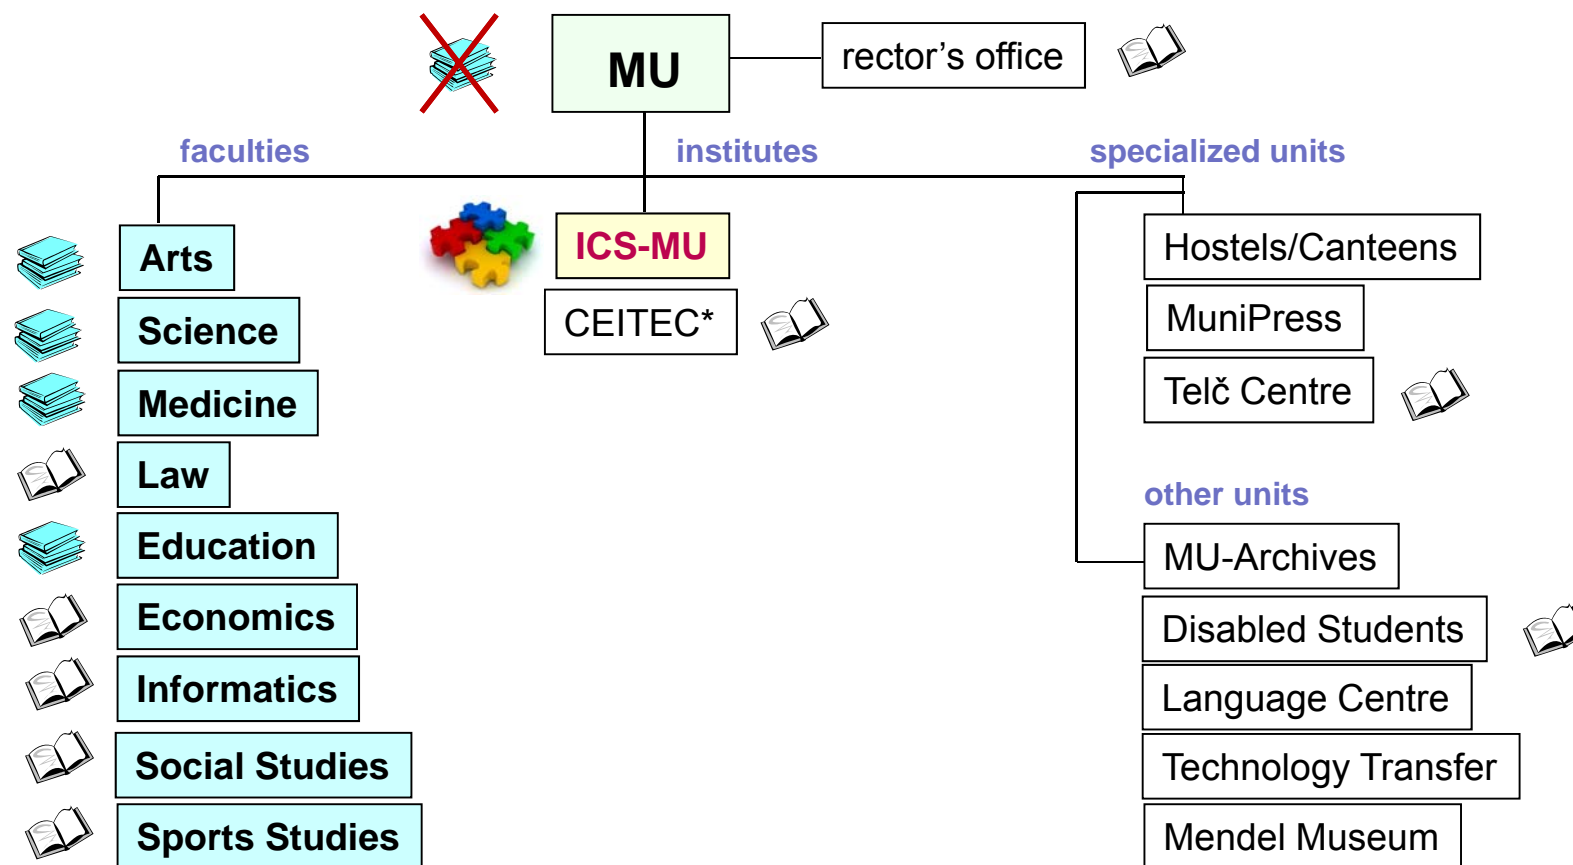 MU
rector’s office
faculties
institutes
specialized units
Arts
Science
Medicine
Law
Education
Economics
Informatics
Social Studies
Sports Studies
ICS-MU
CEITEC*
Hostels/Canteens
MuniPress
Telč Centre
other units
MU-Archives
Disabled Students
Language Centre
Technology Transfer
Mendel Museum